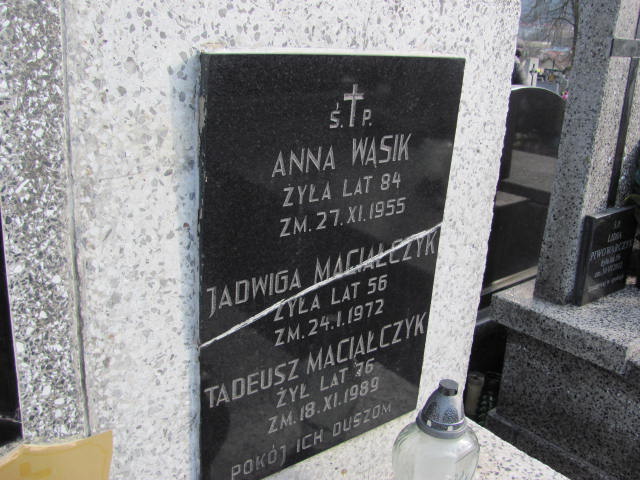 Ś. P.
ANNA WĄSIK
ŻYŁA LAT 84
ZM. 27. XI. 1955
JADWIGA MACIAŁCZYK
ŻYŁA LAT 56
ZM. 24. I. 1972
TADEUSZ MACIAŁCZYK
ŻYŁ LAT 76
ZM. 18. XI. 1989
POKÓJ ICH DUSZOM
PIWOWARCZYK